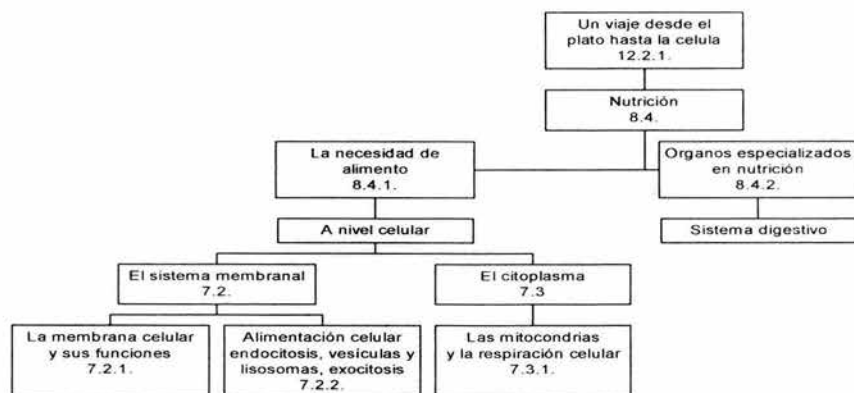 Un viaje desde el
plato hasta la celula
12.2.1.
Nutrición
8.4.
La necesidad de
alimento
8.4.1.
Organos especializados
en nutrición
8.4.2.
A nivel celular
Sistema digestivo
El sistema membranal
7.2.
El citoplasma
7.3
La membrana celular
y sus funciones
7.2.1.
Alimentación celular
endocitosis, vesículas y
lisosomas, exocitosis
7.2.2.
Las mitocondrias
y la respiración celular
7.3.1.